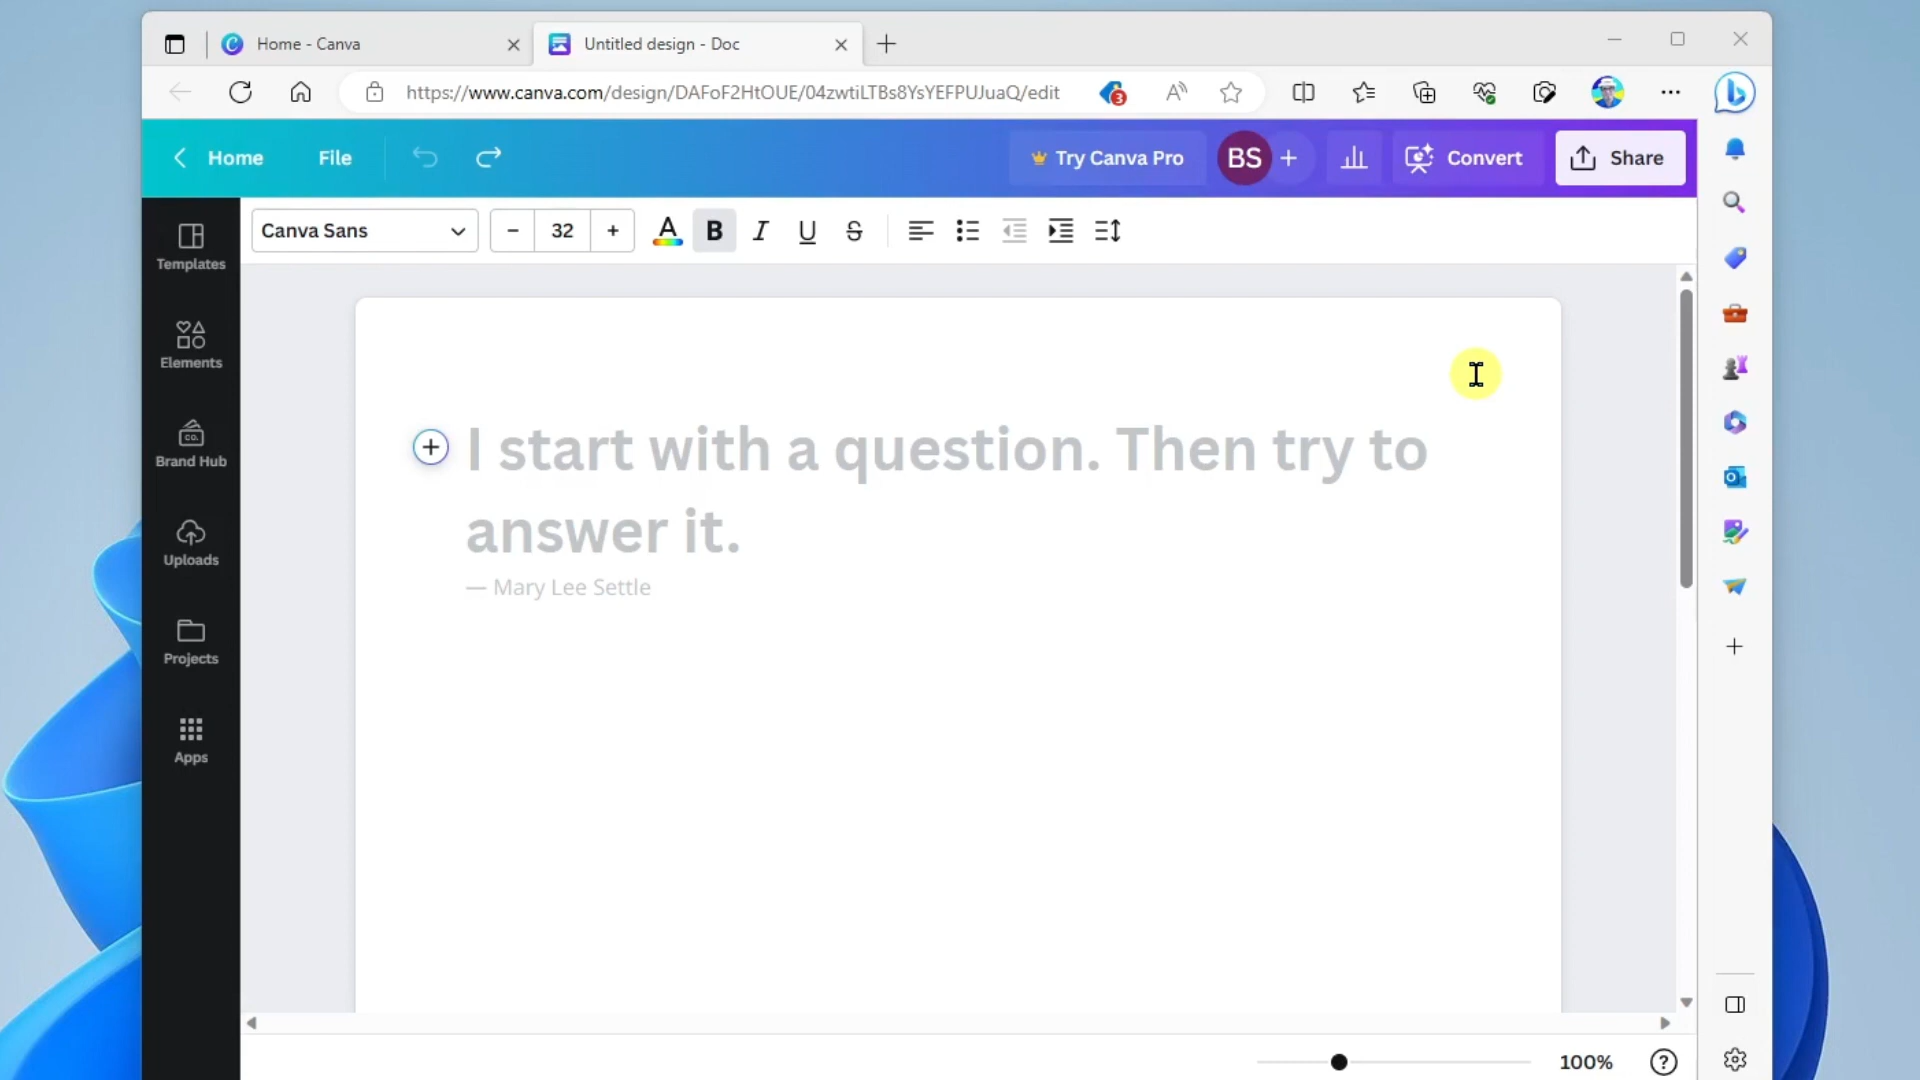 Home - Canva
Untitled design - Doc
https://www.canva.com/design/DAFoF2HtOUE/04zwtiLTBs8YsYEFPUJuaQ/edit
3
Home
File
Try Canva Pro
BS
Convert
Share
Canva Sans
32
A
B
I
U
S
Templates
Elements
CO.
Brand Hub
Uploads
Projects
Apps
I start with a question. Then try to
answer it.
— Mary Lee Settle
100%
?